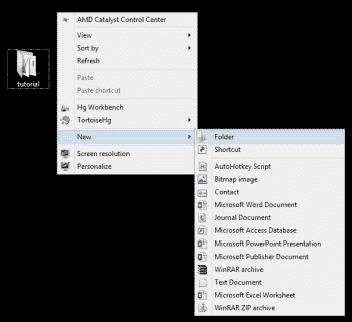 AMD Catalyst Control Center
View
Sort by
Refresh
Paste
Paste shortcut
Hg Workbench
TortoiseHg
New
Screen resolution
Personalize
tutorial
Folder
Shortcut
AutoHotkey Script
Bitmap image
Contact
Microsoft Word Document
Journal Document
Microsoft Access Database
Microsoft PowerPoint Presentation
Microsoft Publisher Document
WinRAR archive
Text Document
Microsoft Excel Worksheet
WinRAR ZIP archive